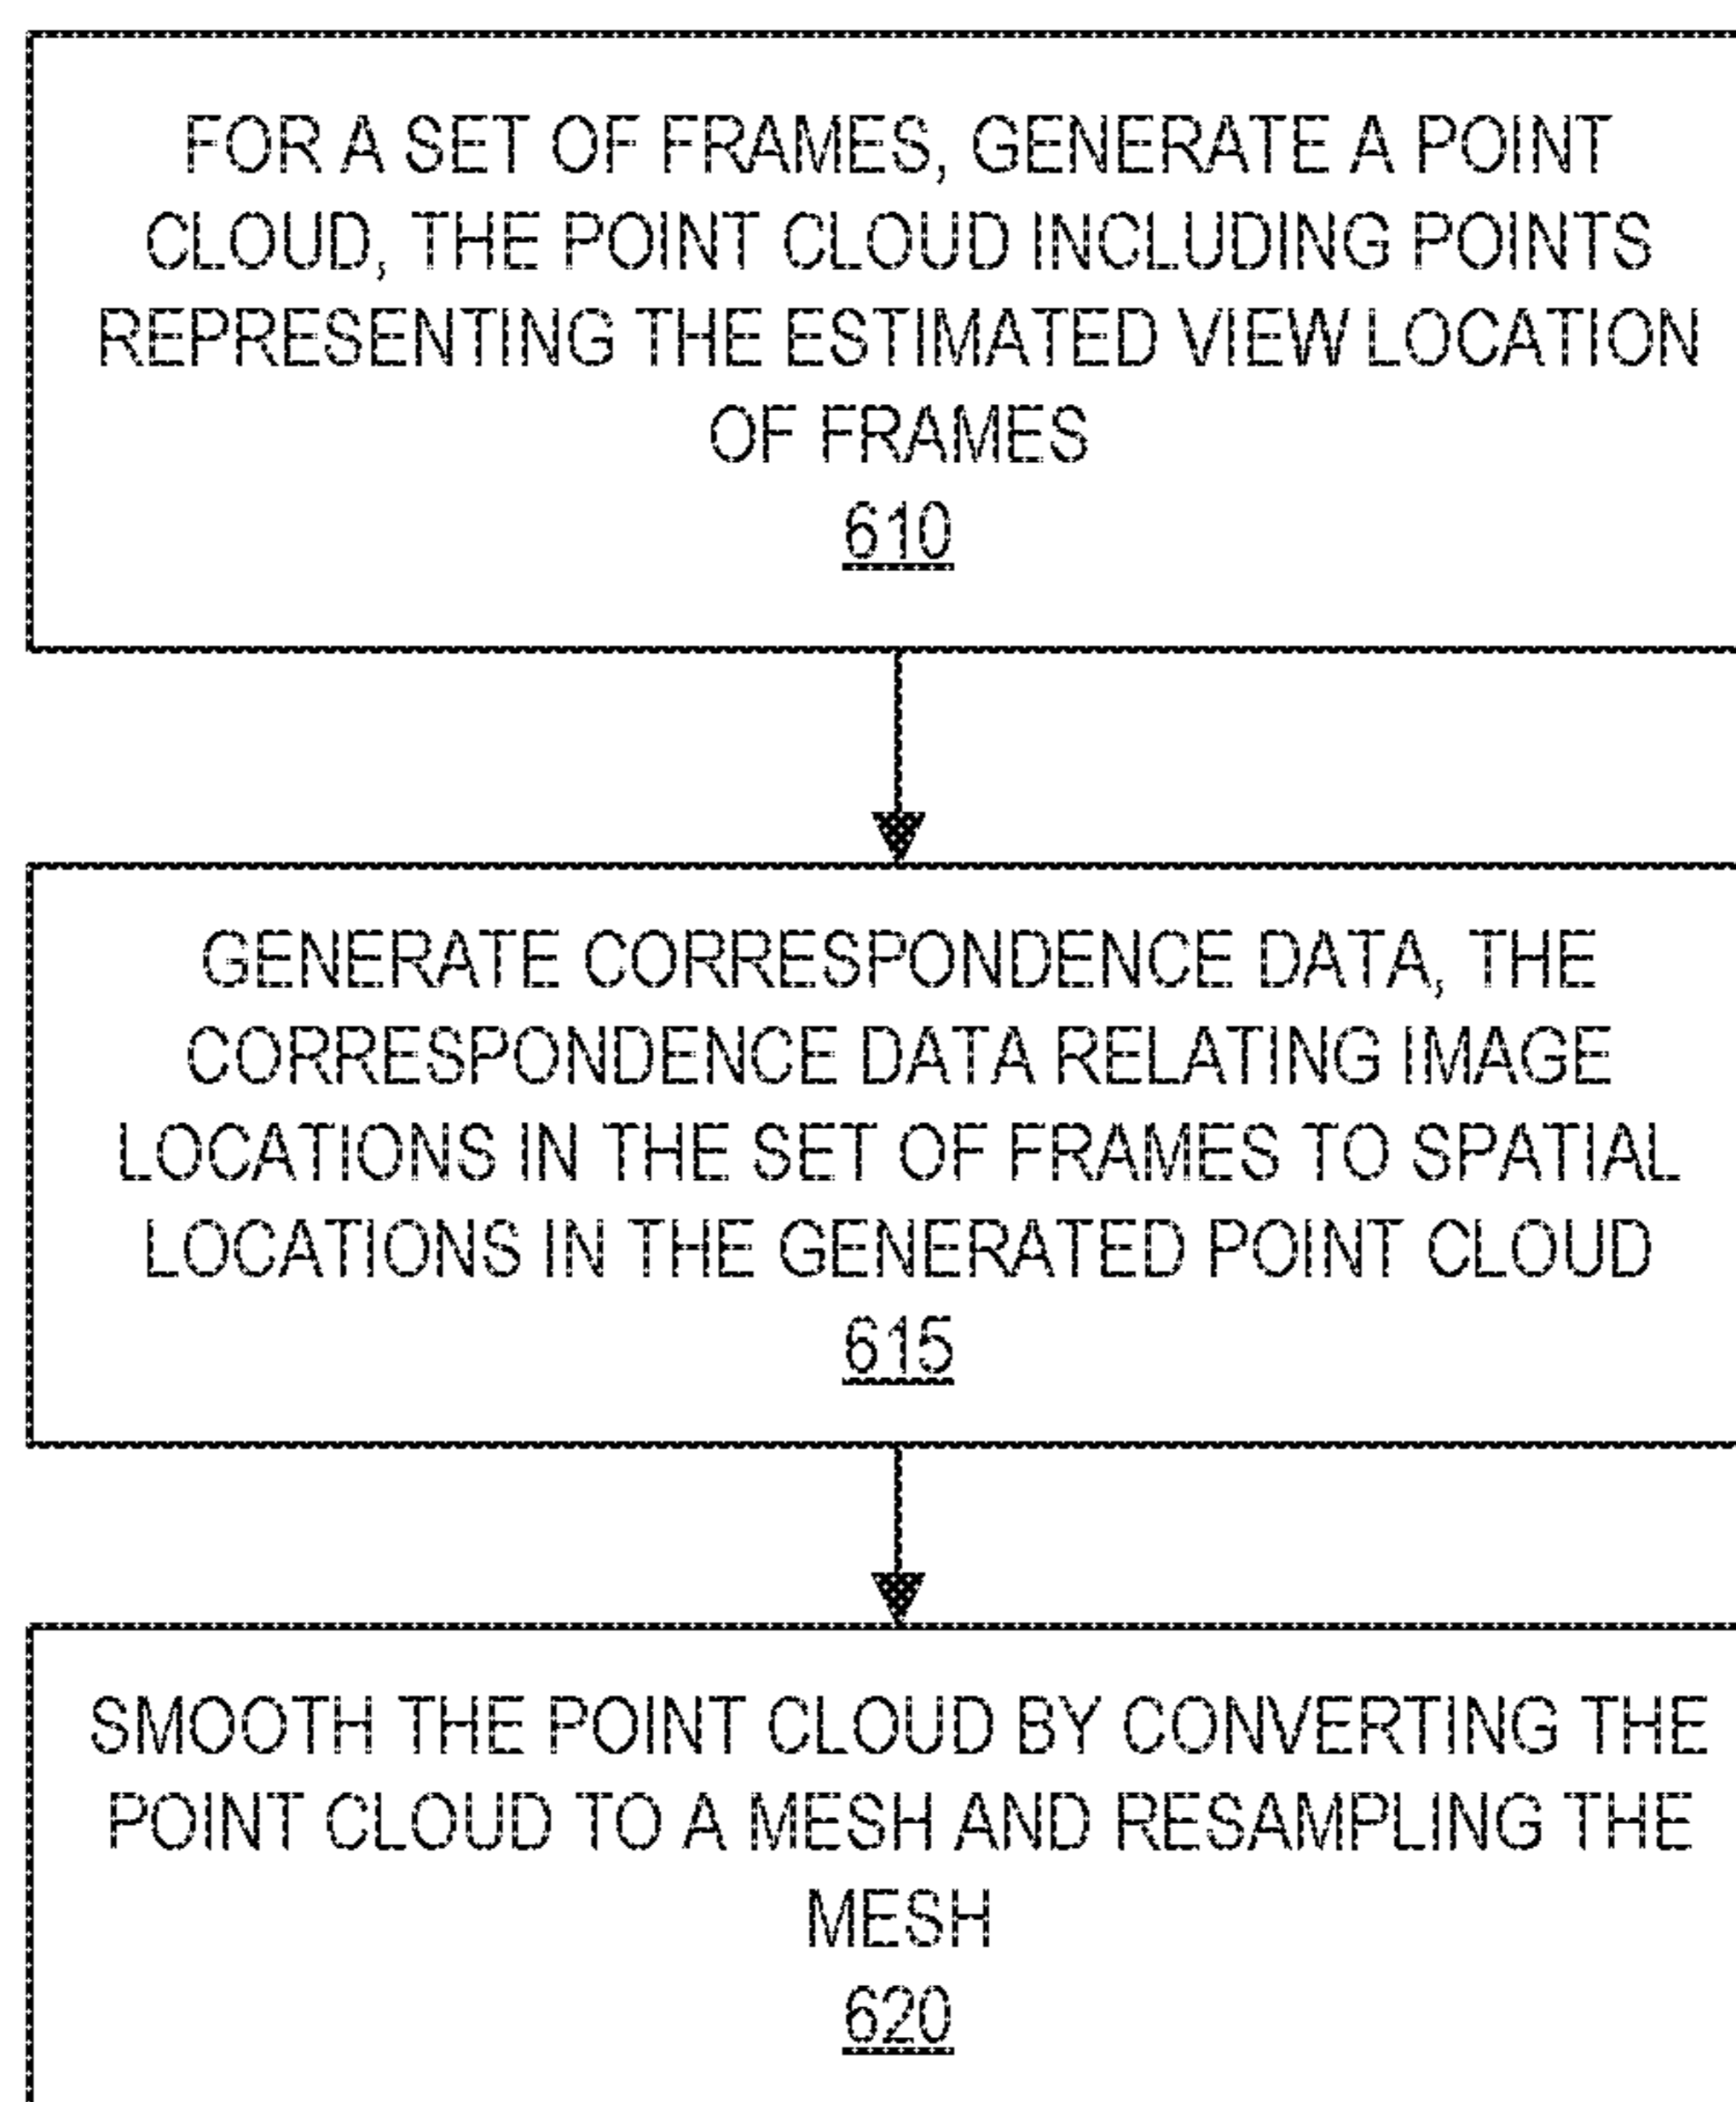 FOR A SET OF FRAMES, GENERATE A POINT
CLOUD, THE POINT CLOUD INCLUDING POINTS
REPRESENTING THE ESTIMATED VIEW LOCATION
OF FRAMES
610
GENERATE CORRESPONDENCE DATA, THE
CORRESPONDENCE DATA RELATING IMAGE
LOCATIONS IN THE SET OF FRAMES TO SPATIAL
LOCATIONS IN THE GENERATED POINT CLOUD
615
SMOOTH THE POINT CLOUD BY CONVERTING THE
POINT CLOUD TO A MESH AND RESAMPLING THE
MESH
620